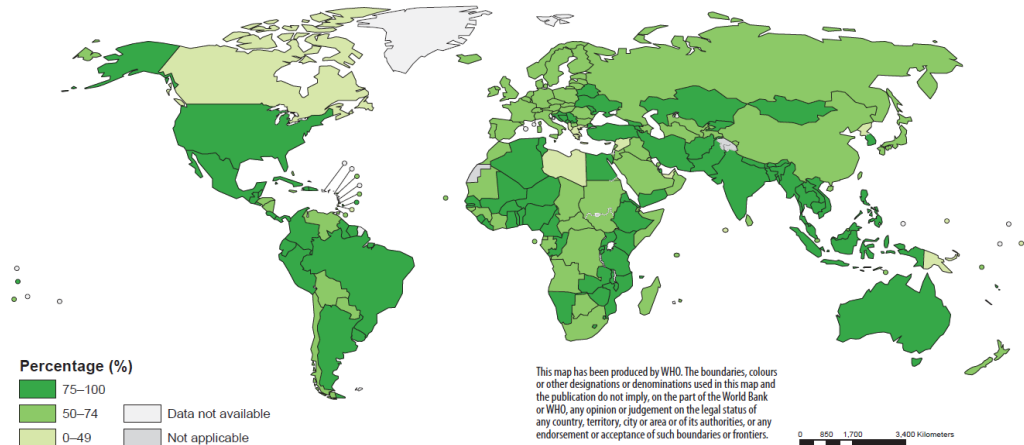 This map has been produced by WHO. The boundaries, colours
or other designations or denominations used in this map and
the publication do not imply, on the part of the World Bank
or WHO, any opinion or judgement on the legal status of
any country, territory, city or area or of its authorities, or any
endorsement or acceptance of such boundaries or frontiers.
Percentage (%)
75–100
50–74
0–49
Data not available
Not applicable
0 850 1,700 3,400 Kilometers